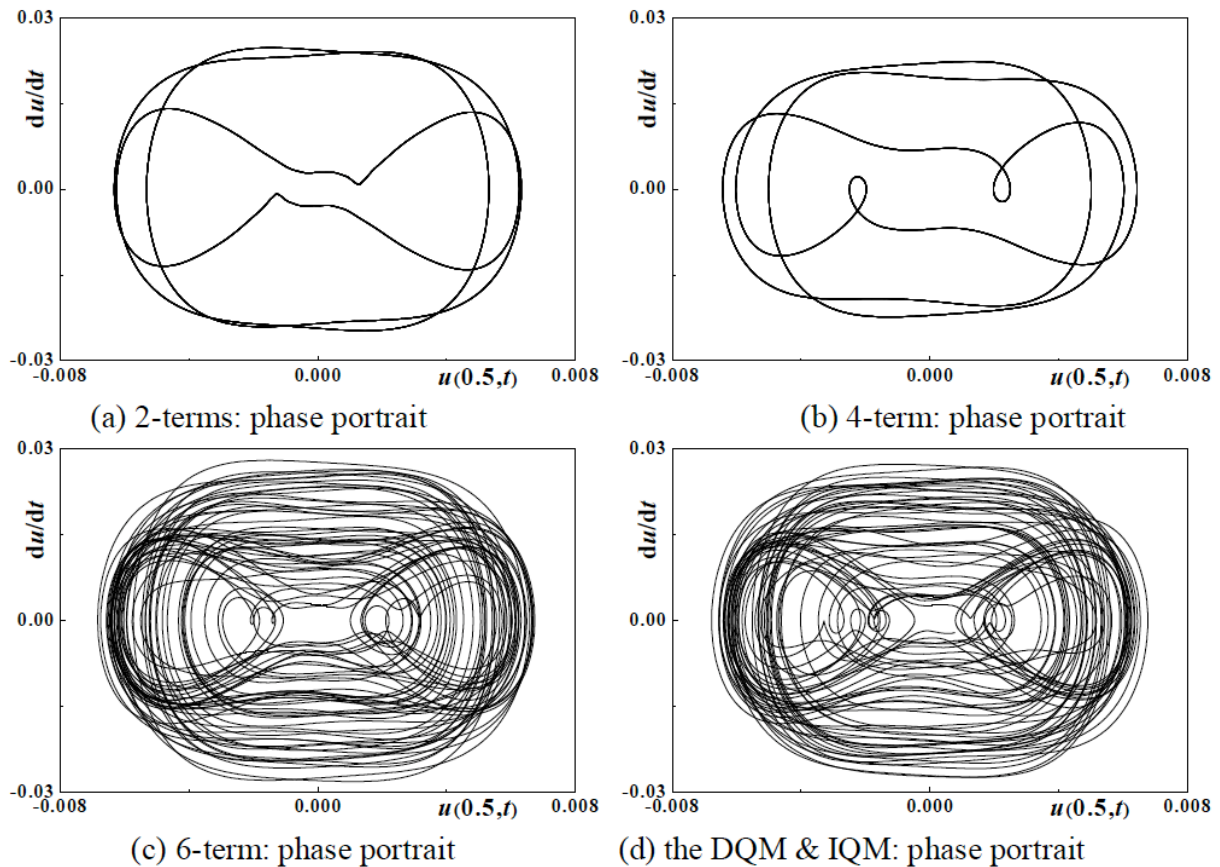 0.03
du/dt
0.00
-0.03
-0.008
0.000
u(0.5,t)
0.008
(a) 2-terms: phase portrait
0.03
du/dt
0.00
-0.03
-0.008
0.000
u(0.5,t)
0.008
(b) 4-term: phase portrait
0.03
du/dt
0.00
-0.03
-0.008
0.000
u(0.5,t)
0.008
(c) 6-term: phase portrait
0.03
du/dt
0.00
-0.03
-0.008
0.000
u(0.5,t)
0.008
(d) the DQM & IQM: phase portrait